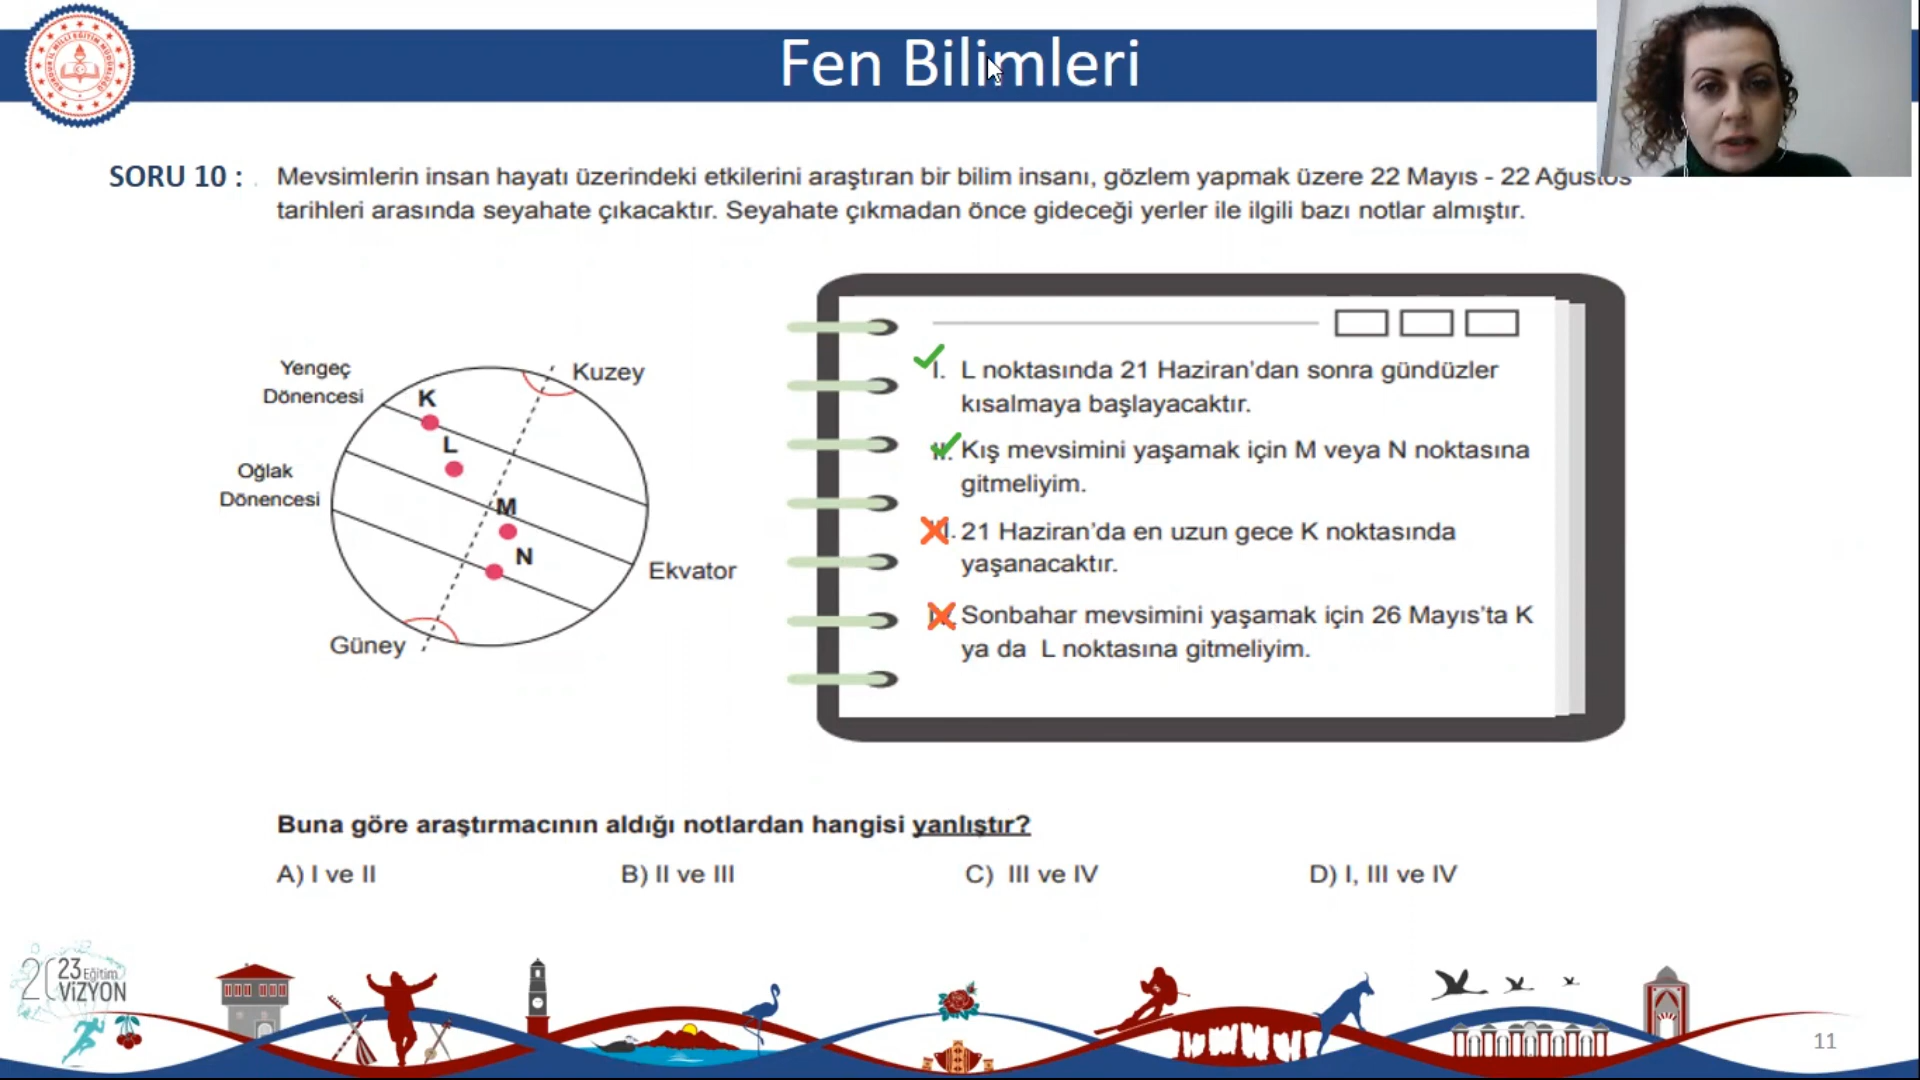 Fen Bilimleri
SORU 10 :
Mevsimlerin insan hayatı üzerindeki etkilerini araştıran bir bilim insanı, gözlem yapmak üzere 22 Mayıs - 22 Ağustos
tarihleri arasında seyahate çıkacaktır. Seyahate çıkmadan önce gideceği yerler ile ilgili bazı notlar almıştır.
Yengeç
Dönencesi
Kuzey
K
L
Oğlak
Dönencesi
M
N
Ekvator
Güney
I. L noktasında 21 Haziran’dan sonra gündüzler
kısalmaya başlayacaktır.
II. Kış mevsimini yaşamak için M veya N noktasına
gitmeliyim.
21 Haziran’da en uzun gece K noktasında
yaşanacaktır.
Sonbahar mevsimini yaşamak için 26 Mayıs’ta K
ya da L noktasına gitmeliyim.
Buna göre araştırmacının aldığı notlardan hangisi yanlıştır?
A) I ve II
B) II ve III
C) III ve IV
D) I, III ve IV
2023 Eğitim
VİZYON
11